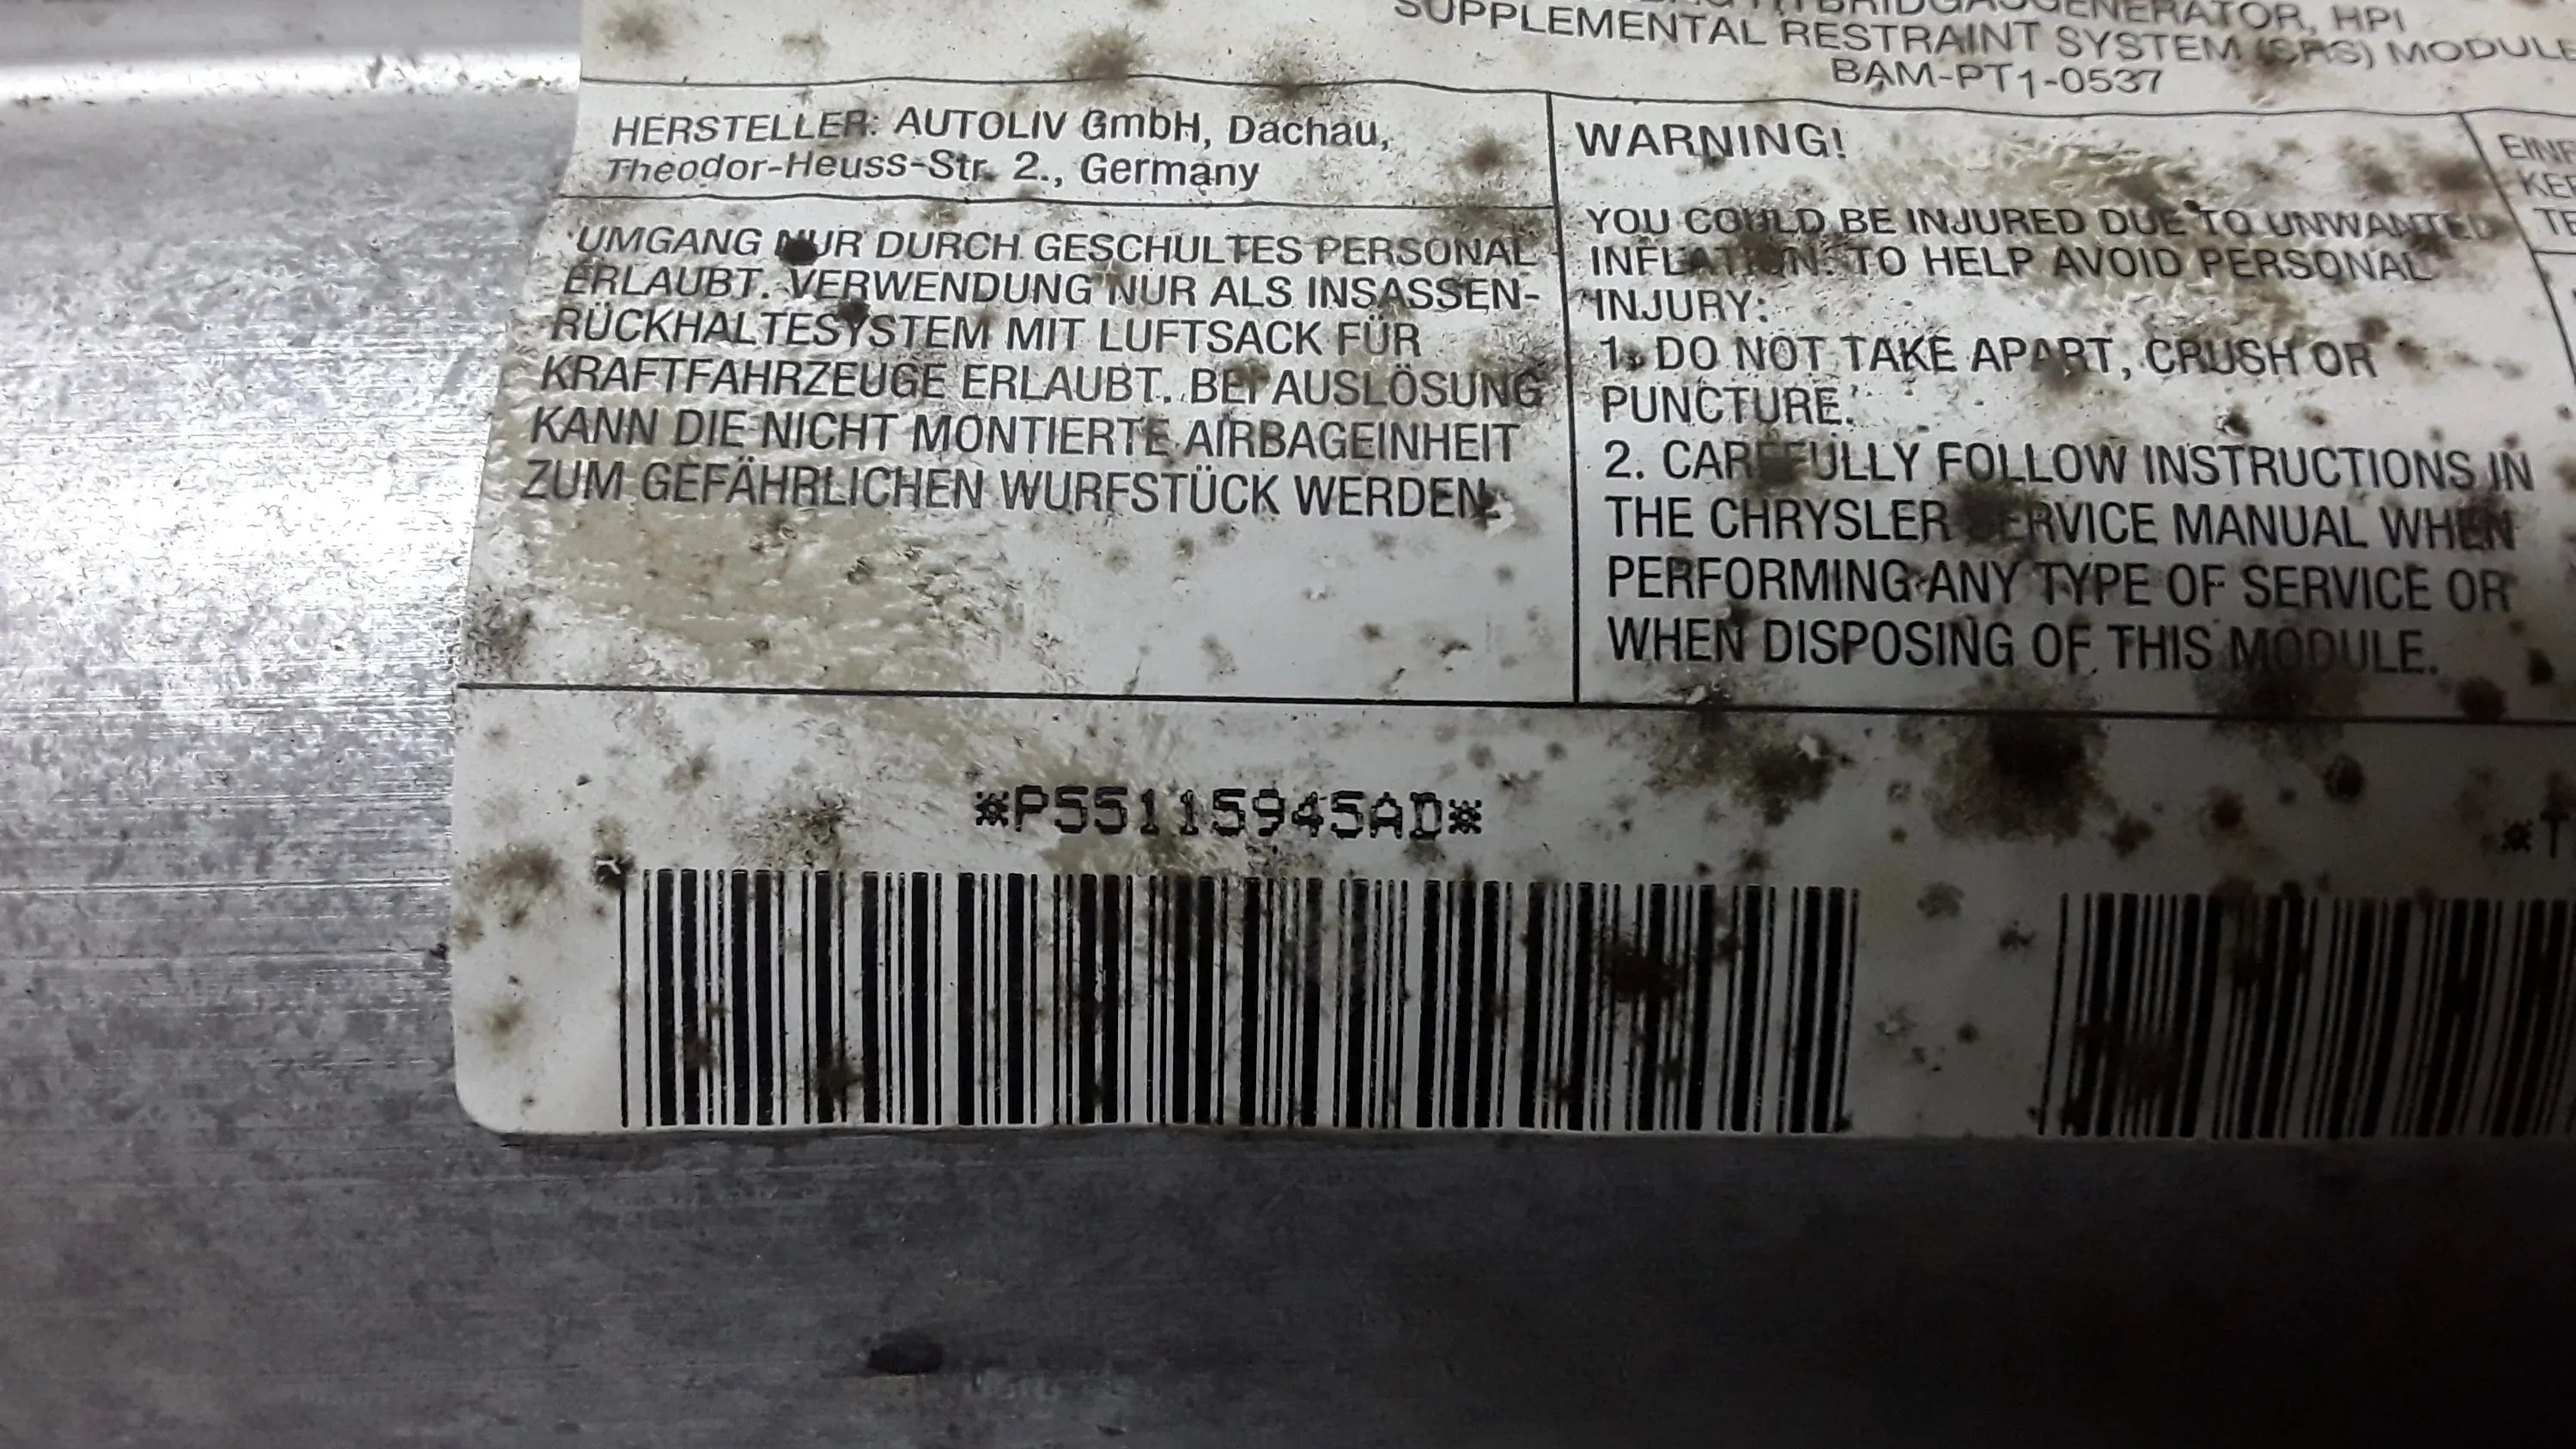 SUPPLEMENTAL RESTRAINT SYSTEM (SRS) MODULE
BAM-PT1-0537
HERSTELLER: AUTOLIV GmbH, Dachau,
Theodor-Heuss-Str. 2., Germany
UMGANG NUR DURCH GESCHULTES PERSONAL
ERLAUBT. VERWENDUNG NUR ALS INSASSEN-
RÜCKHALTESYSTEM MIT LUFTSACK FÜR
KRAFTFAHRZEUGE ERLAUBT. BEI AUSLÖSUNG
KANN DIE NICHT MONTIERTE AIRBAGEINHEIT
ZUM GEFÄHRLICHEN WURFSTÜCK WERDEN.
WARNING!
YOU COULD BE INJURED DUE TO UNWANTED
INFLATION. TO HELP AVOID PERSONAL
INJURY:
1. DO NOT TAKE APART, CRUSH OR
PUNCTURE.
2. CAREFULLY FOLLOW INSTRUCTIONS IN
THE CHRYSLER SERVICE MANUAL WHEN
PERFORMING ANY TYPE OF SERVICE OR
WHEN DISPOSING OF THIS MODULE.
*P55115945AD*